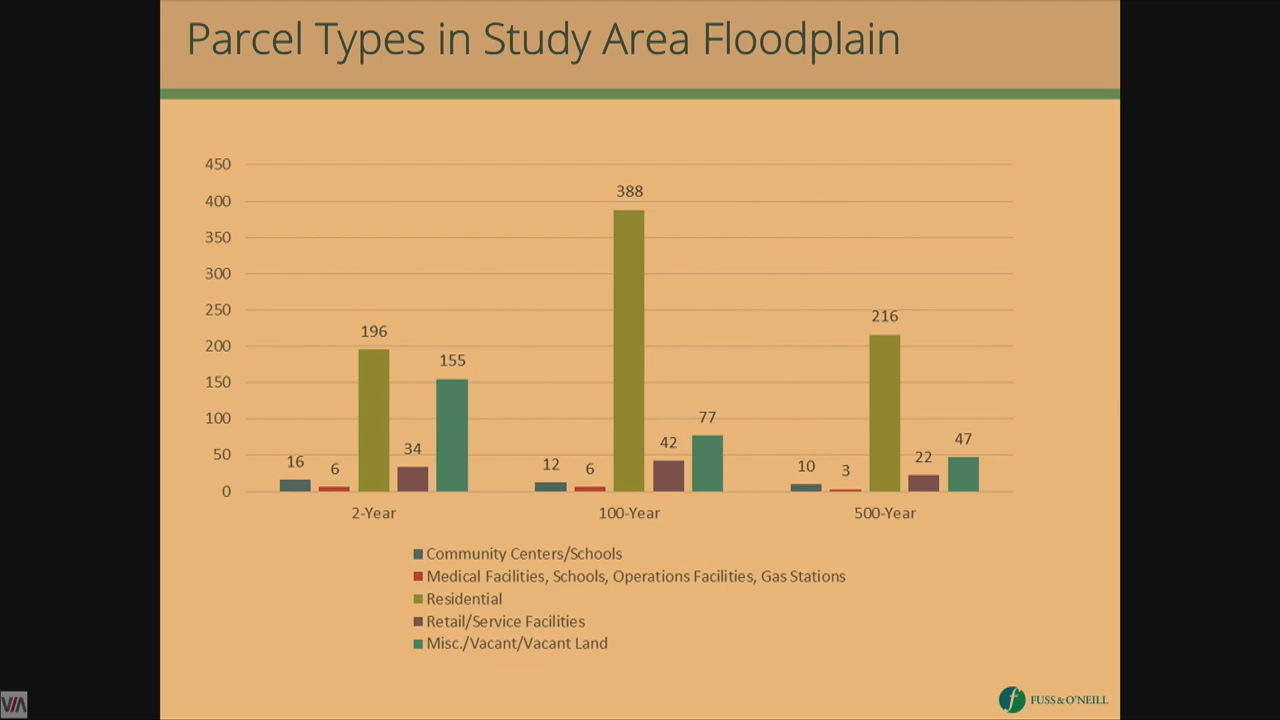 Parcel Types in Study Area Floodplain
450
400
350
300
250
200
150
100
50
0
16
6
196
34
155
12
6
388
42
77
10
3
216
22
47
2-Year
100-Year
500-Year
Community Centers/Schools
Medical Facilities, Schools, Operations Facilities, Gas Stations
Residential
Retail/Service Facilities
Misc./Vacant/Vacant Land
f FUSS & O'NEILL
VIA